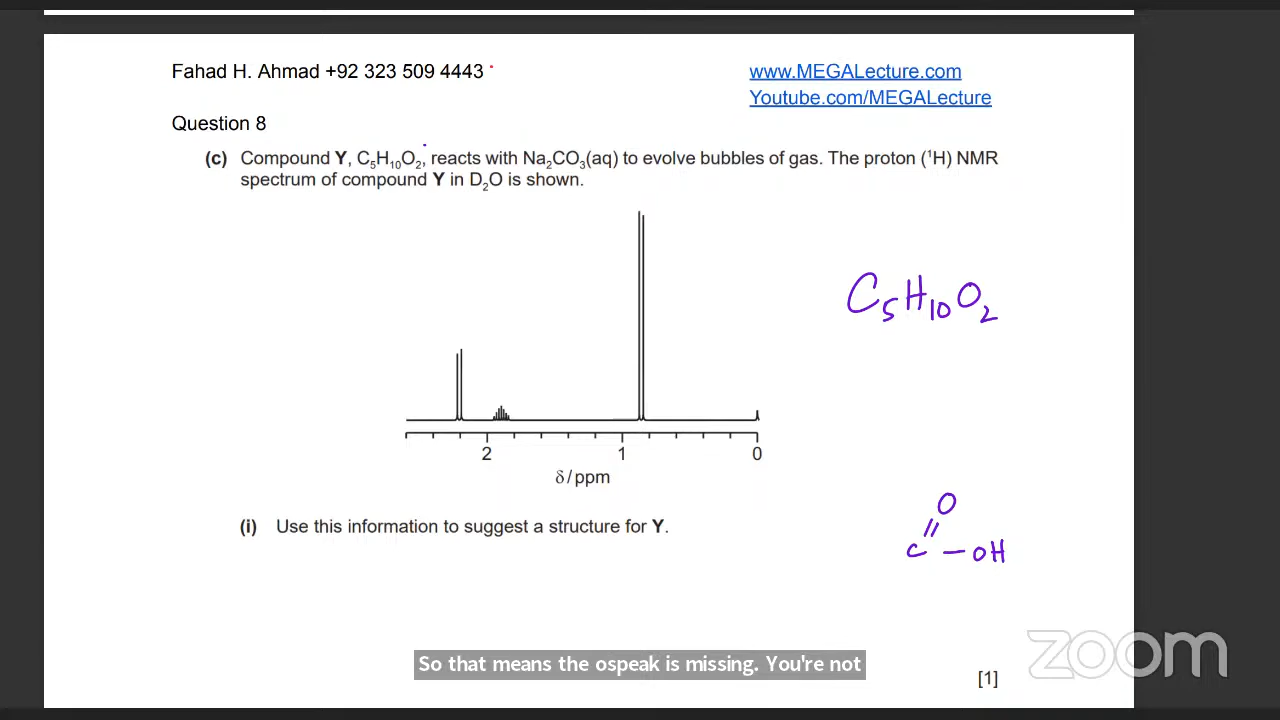 Fahad H. Ahmad +92 323 509 4443
www.MEGALecture.com
Youtube.com/MEGALecture
Question 8
(c) Compound Y, C₅H₁₀O₂, reacts with Na₂CO₃(aq) to evolve bubbles of gas. The proton (¹H) NMR
spectrum of compound Y in D₂O is shown.
C₅H₁₀O₂
2 1 0
δ/ppm
(i) Use this information to suggest a structure for Y.
O
C – OH
So that means the ospeak is missing. You're not
[1]
zoom